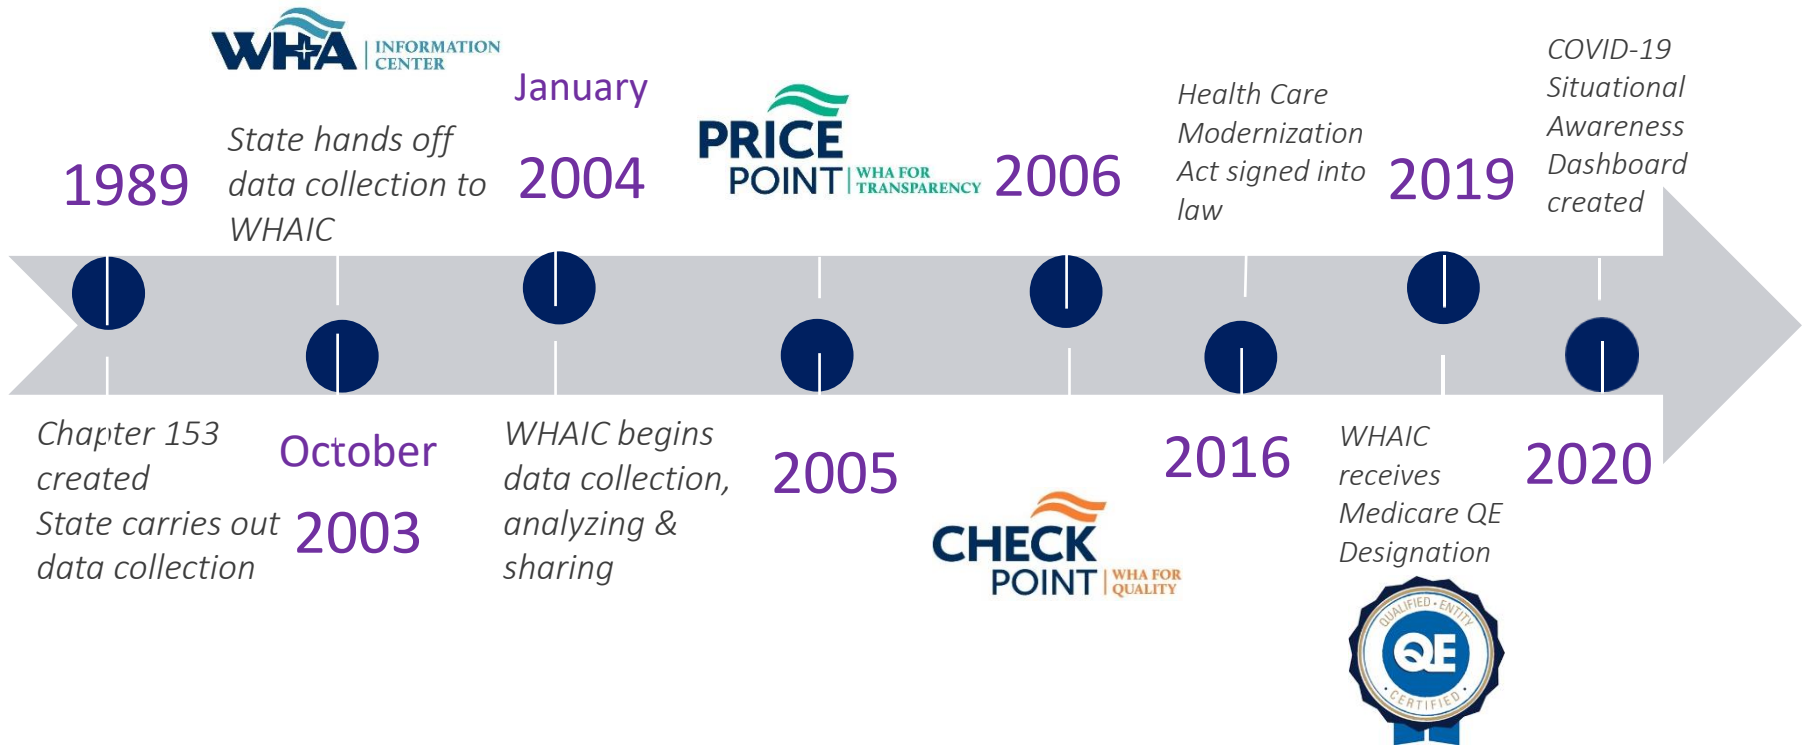 1989
Chapter 153
created
State carries out
data collection
WHA
INFORMATION
CENTER
State hands off
data collection to
WHAIC
October
2003
January
2004
WHAIC begins
data collection,
analyzing &
sharing
PRICE
POINT
WHA FOR
TRANSPARENCY
2005
2006
CHECK
POINT
WHA FOR
QUALITY
Health Care
Modernization
Act signed into
law
2016
2019
WHAIC
receives
Medicare QE
Designation
QUALIFIED • ENTITY
QE
• CERTIFIED •
COVID-19
Situational
Awareness
Dashboard
created
2020